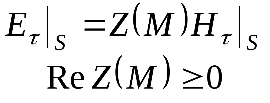 E_τ|_S = Z(M)H_τ|_S
Re Z(M) ≥ 0